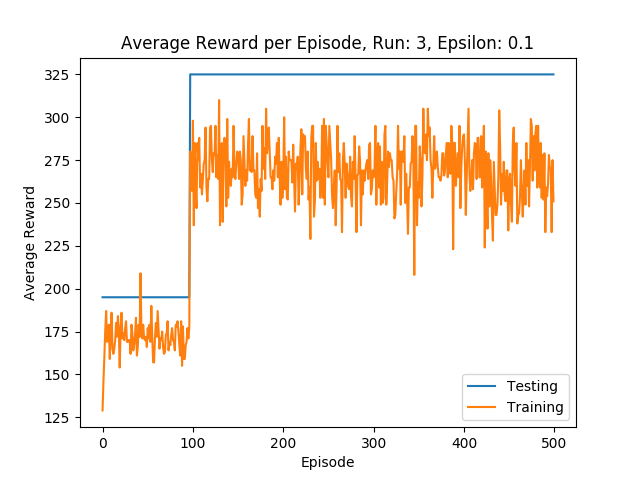 Average Reward per Episode, Run: 3, Epsilon: 0.1
Average Reward
325
300
275
250
225
200
175
150
125
0 100 200 300 400 500
Episode
Testing
Training